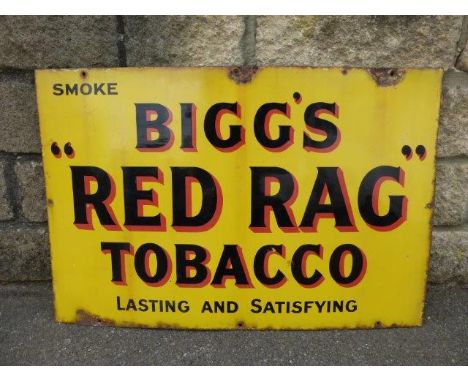 SMOKE
BIGG'S
"RED RAG"
TOBACCO
LASTING AND SATISFYING